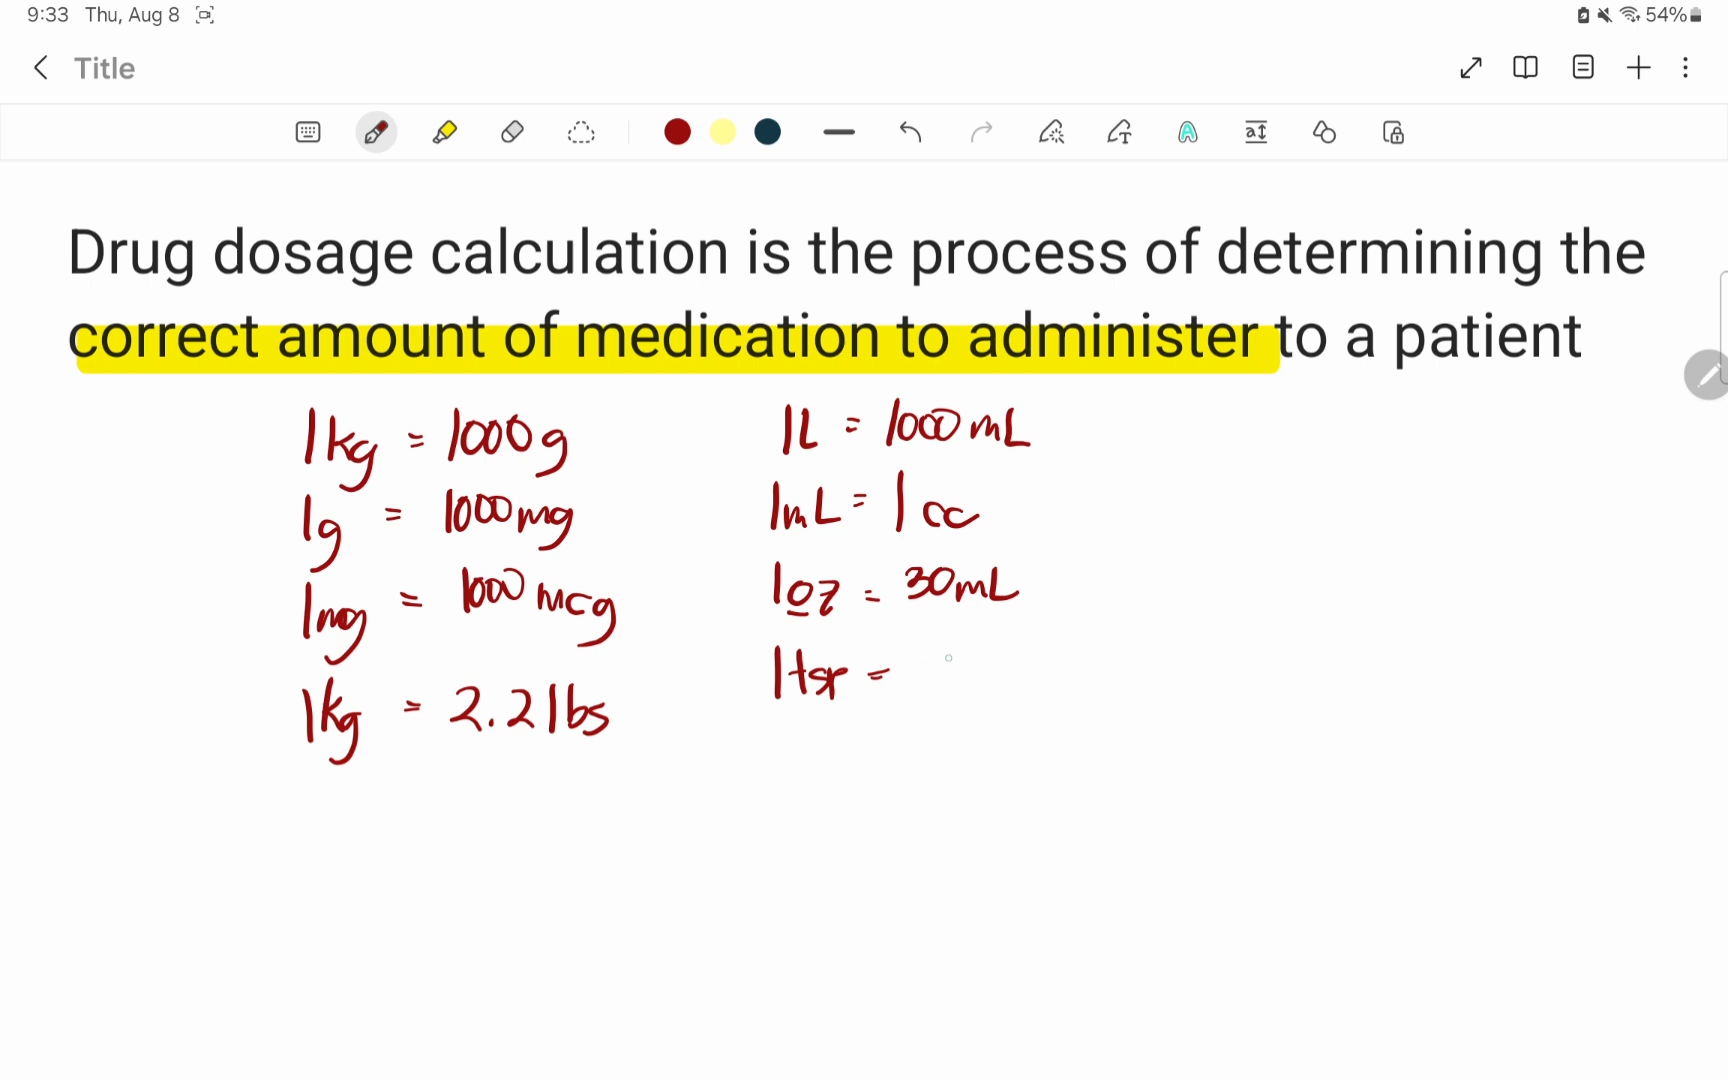 9:33 Thu, Aug 8 54%
Title
Drug dosage calculation is the process of determining the
correct amount of medication to administer to a patient
1kg = 1000g
1g = 1000mg
1mg = 1000mcg
1kg = 2.2lbs
1L = 1000mL
1mL = 1cc
1oz = 30mL
1tsp =